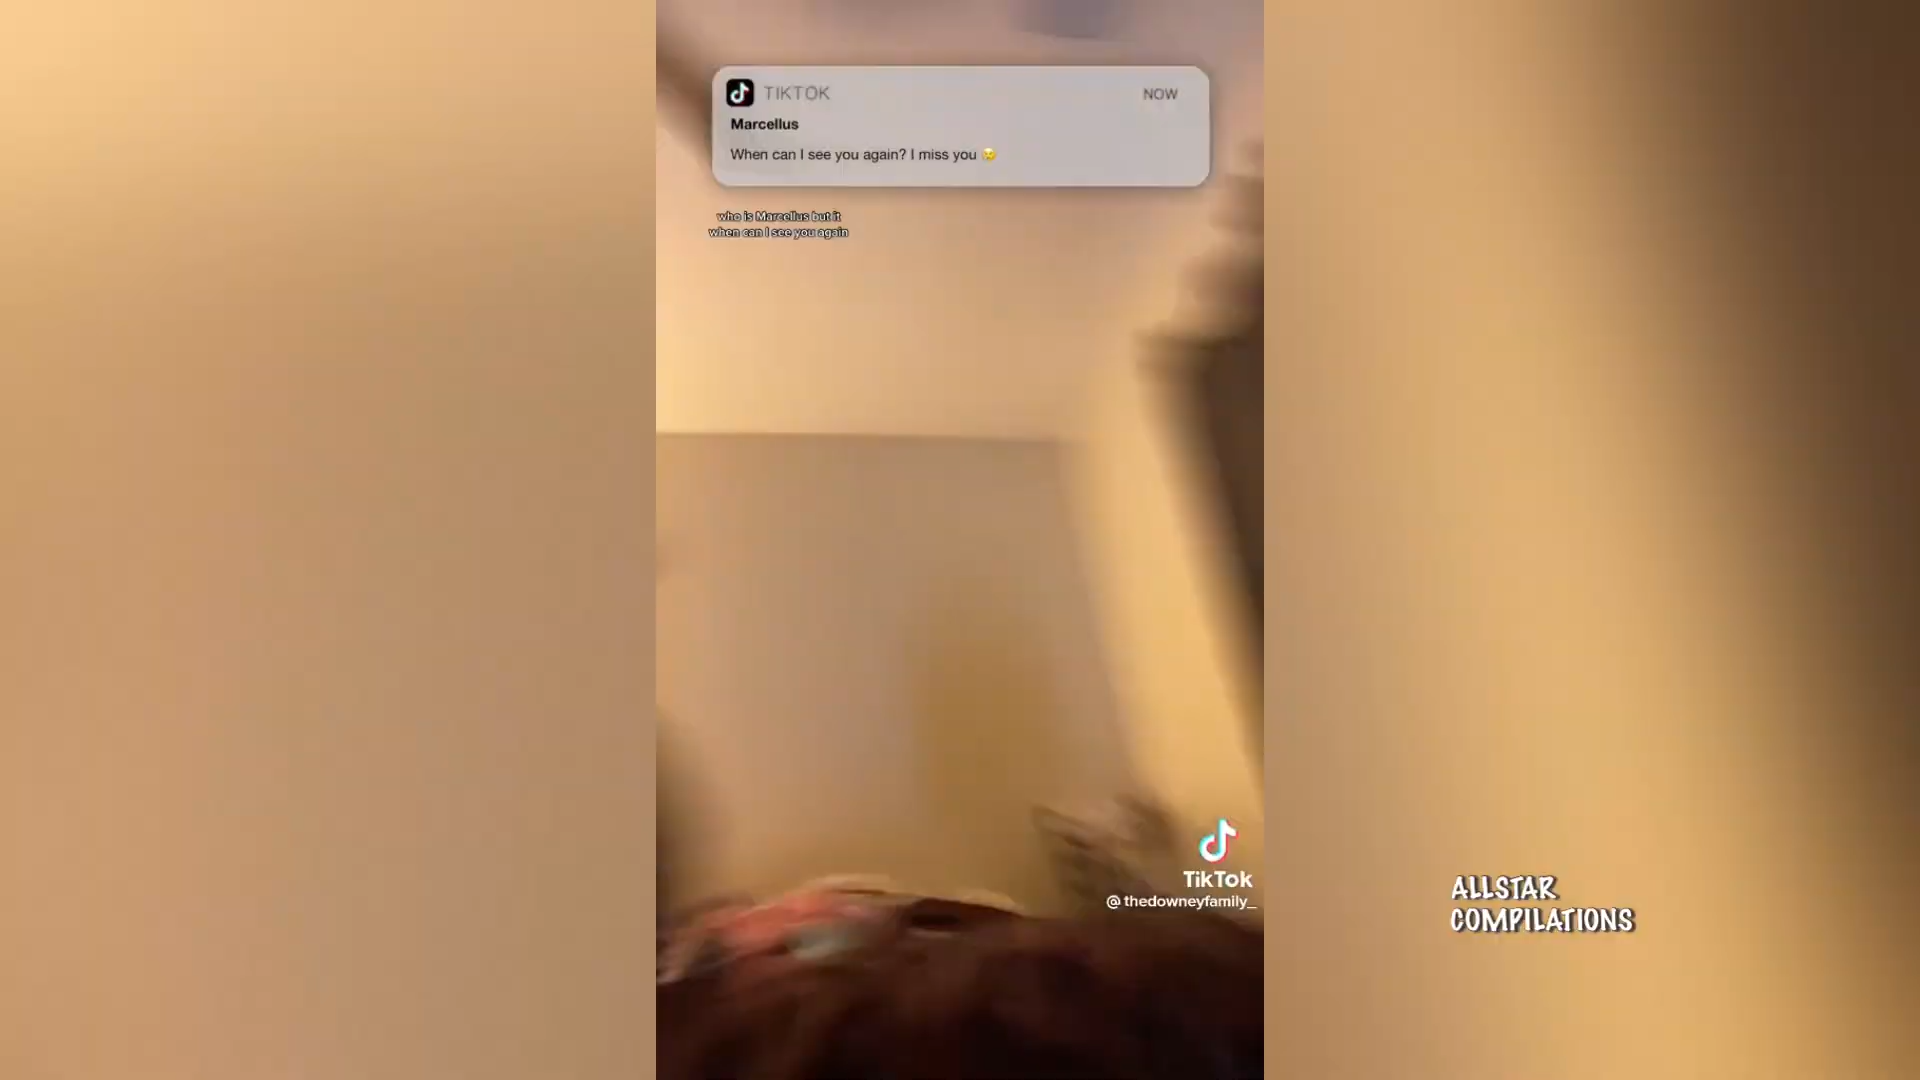 TIKTOK
NOW
Marcellus
When can I see you again? I miss you 😢
who is Marcellus but it
when can I see you again
TikTok
@thedowneyfamily_
ALLSTAR
COMPILATIONS